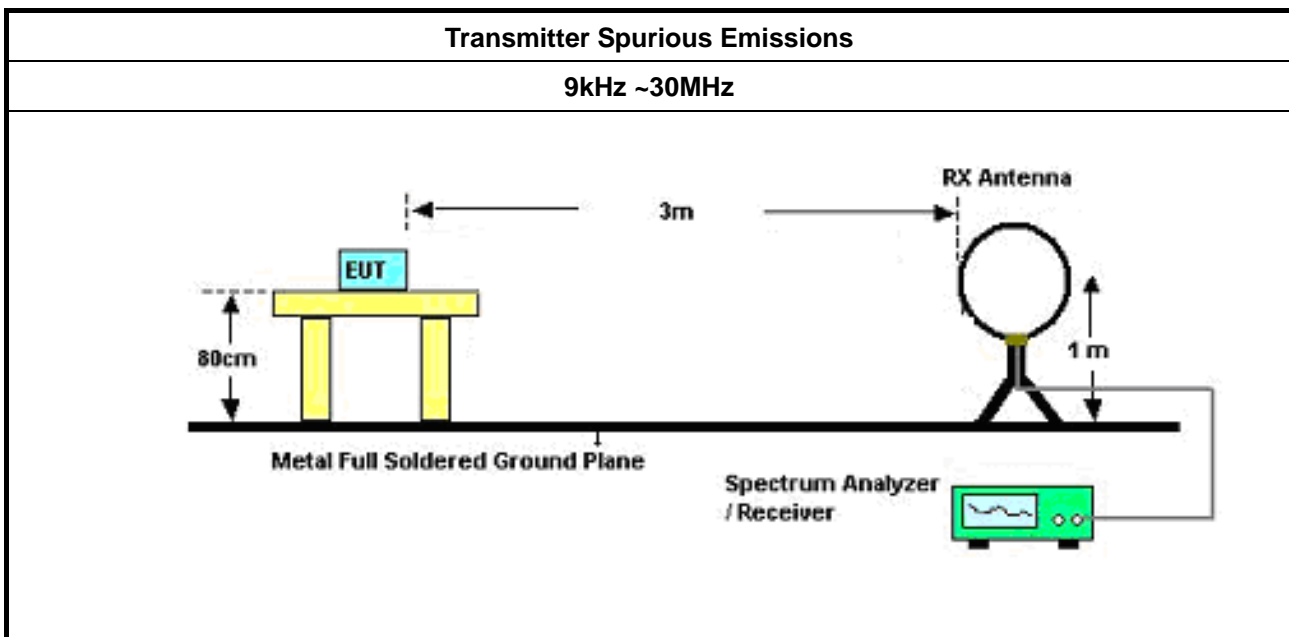 Transmitter Spurious Emissions
9kHz ~30MHz
RX Antenna
3m
EUT
80cm
1 m
Metal Full Soldered Ground Plane
Spectrum Analyzer
/ Receiver